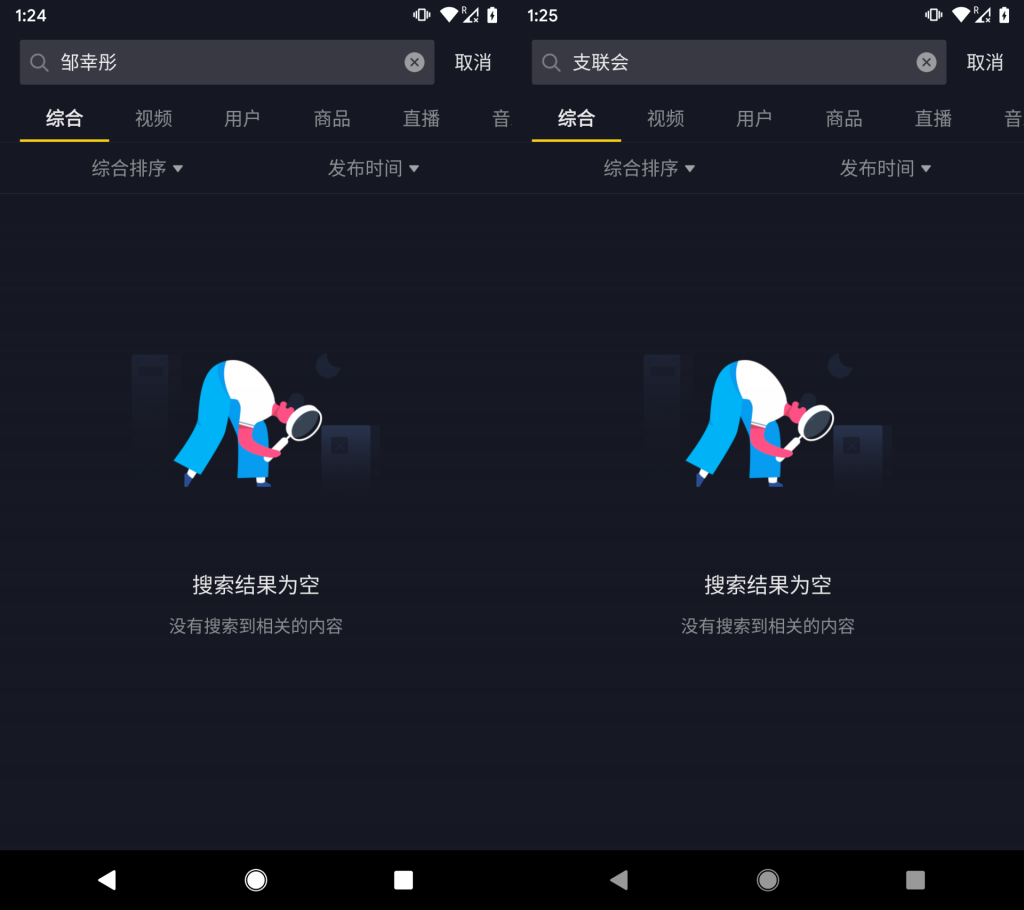 1:24
邹幸彤
取消
综合 视频 用户 商品 直播 音
综合排序 发布时间
搜索结果为空
没有搜索到相关的内容
1:25
支联会
取消
综合 视频 用户 商品 直播 音
综合排序 发布时间
搜索结果为空
没有搜索到相关的内容